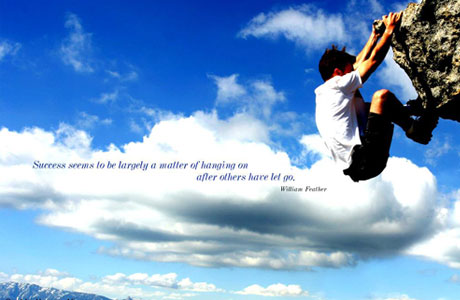 Success seems to be largely a matter of hanging on
after others have let go.
William Feather